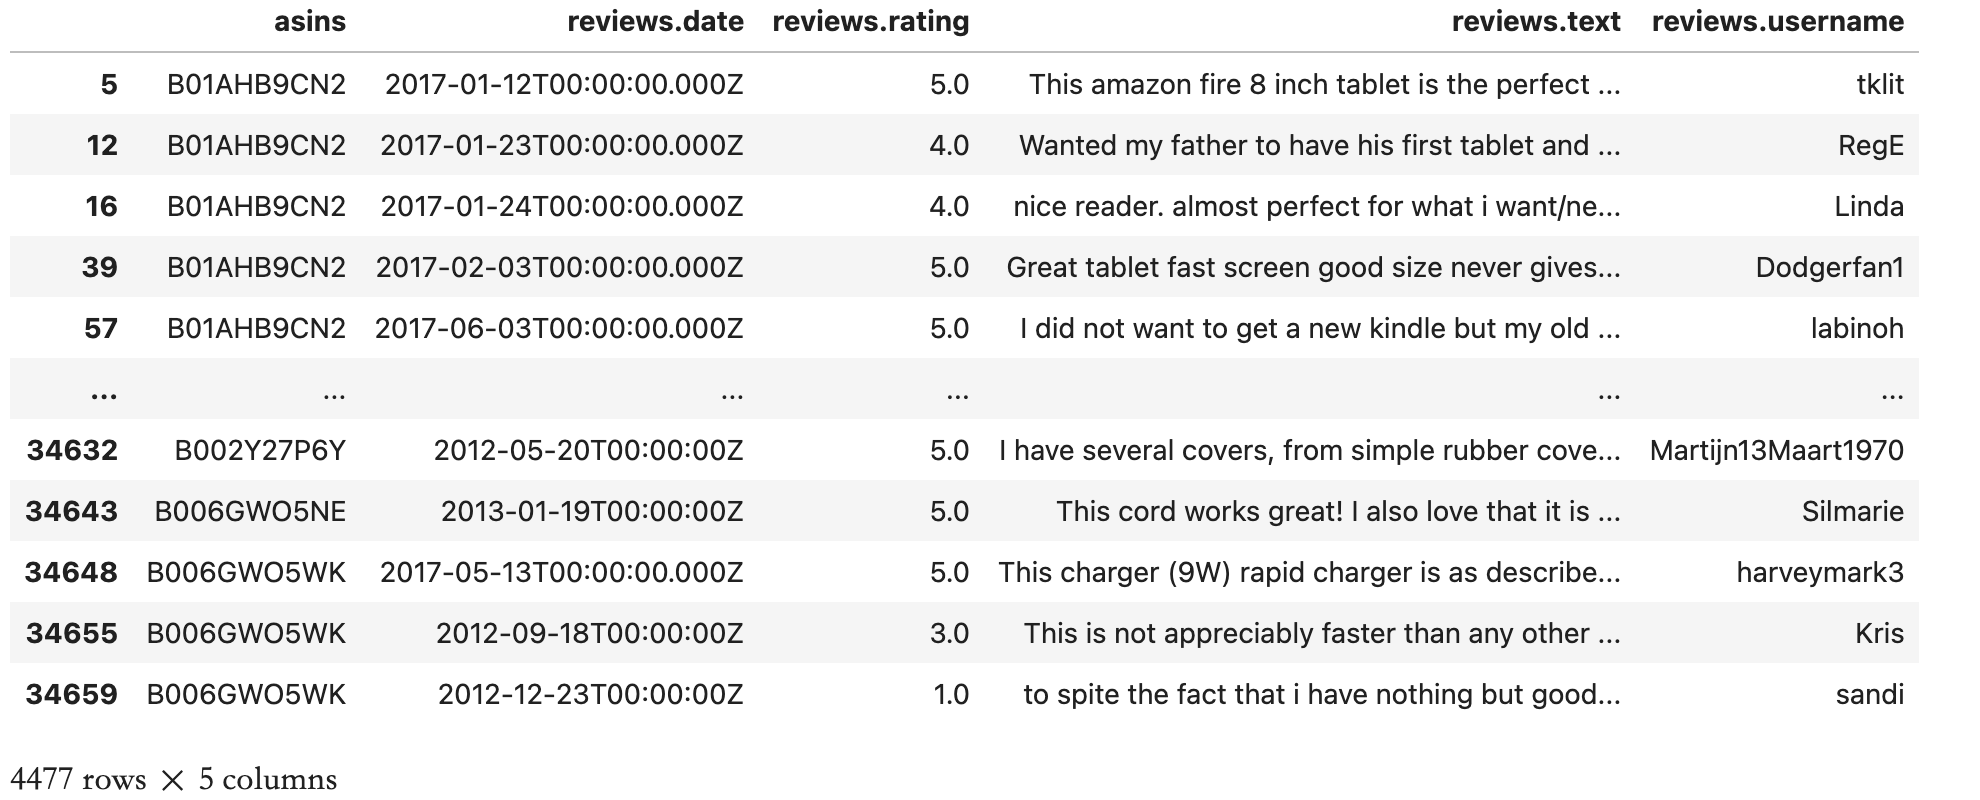 asins reviews.date reviews.rating reviews.text reviews.username
5 B01AHB9CN2 2017-01-12T00:00:00.000Z 5.0 This amazon fire 8 inch tablet is the perfect ... tklit
12 B01AHB9CN2 2017-01-23T00:00:00.000Z 4.0 Wanted my father to have his first tablet and ... RegE
16 B01AHB9CN2 2017-01-24T00:00:00.000Z 4.0 nice reader. almost perfect for what i want/ne... Linda
39 B01AHB9CN2 2017-02-03T00:00:00.000Z 5.0 Great tablet fast screen good size never gives... Dodgerfan1
57 B01AHB9CN2 2017-06-03T00:00:00.000Z 5.0 I did not want to get a new kindle but my old ... labinoh
... ... ... ... ... ...
34632 B002Y27P6Y 2012-05-20T00:00:00Z 5.0 I have several covers, from simple rubber cove... Martijn13Maart1970
34643 B006GWO5NE 2013-01-19T00:00:00Z 5.0 This cord works great! I also love that it is ... Silmarie
34648 B006GWO5WK 2017-05-13T00:00:00.000Z 5.0 This charger (9W) rapid charger is as describe... harveymark3
34655 B006GWO5WK 2012-09-18T00:00:00Z 3.0 This is not appreciably faster than any other ... Kris
34659 B006GWO5WK 2012-12-23T00:00:00Z 1.0 to spite the fact that i have nothing but good... sandi
4477 rows × 5 columns